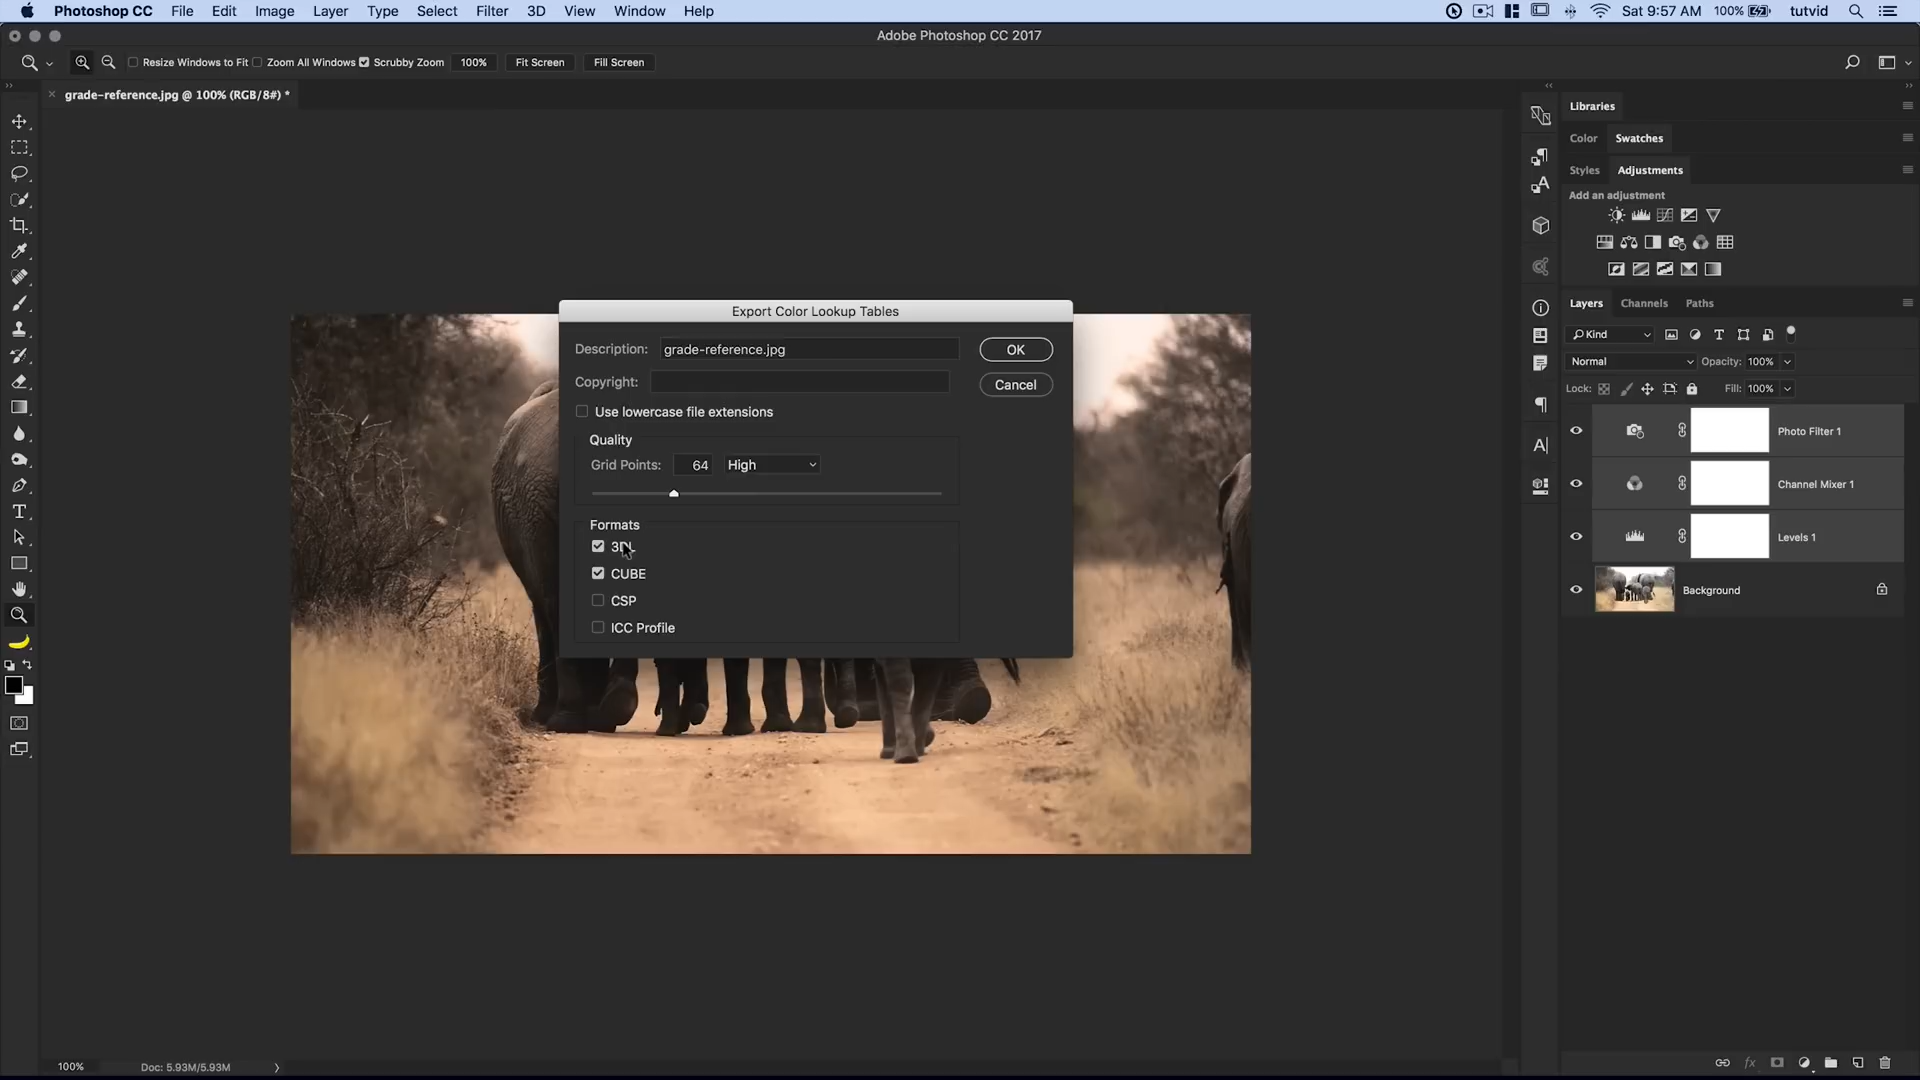 Photoshop CC File Edit Image Layer Type Select Filter 3D View Window Help Sat 9:57 AM 100% tutvid
Adobe Photoshop CC 2017
Resize Windows to Fit Zoom All Windows Scrubby Zoom 100% Fit Screen Fill Screen
grade-reference.jpg @ 100% (RGB/8#) *
Libraries
Color Swatches
Styles Adjustments
Add an adjustment
Layers Channels Paths
Kind
Normal Opacity: 100%
Lock: Fill: 100%
Photo Filter 1
Channel Mixer 1
Levels 1
Background
Export Color Lookup Tables
Description: grade-reference.jpg OK
Copyright: Cancel
Use lowercase file extensions
Quality
Grid Points: 64 High
Formats
3DL
CUBE
CSP
ICC Profile
100% Doc: 5.93M/5.93M